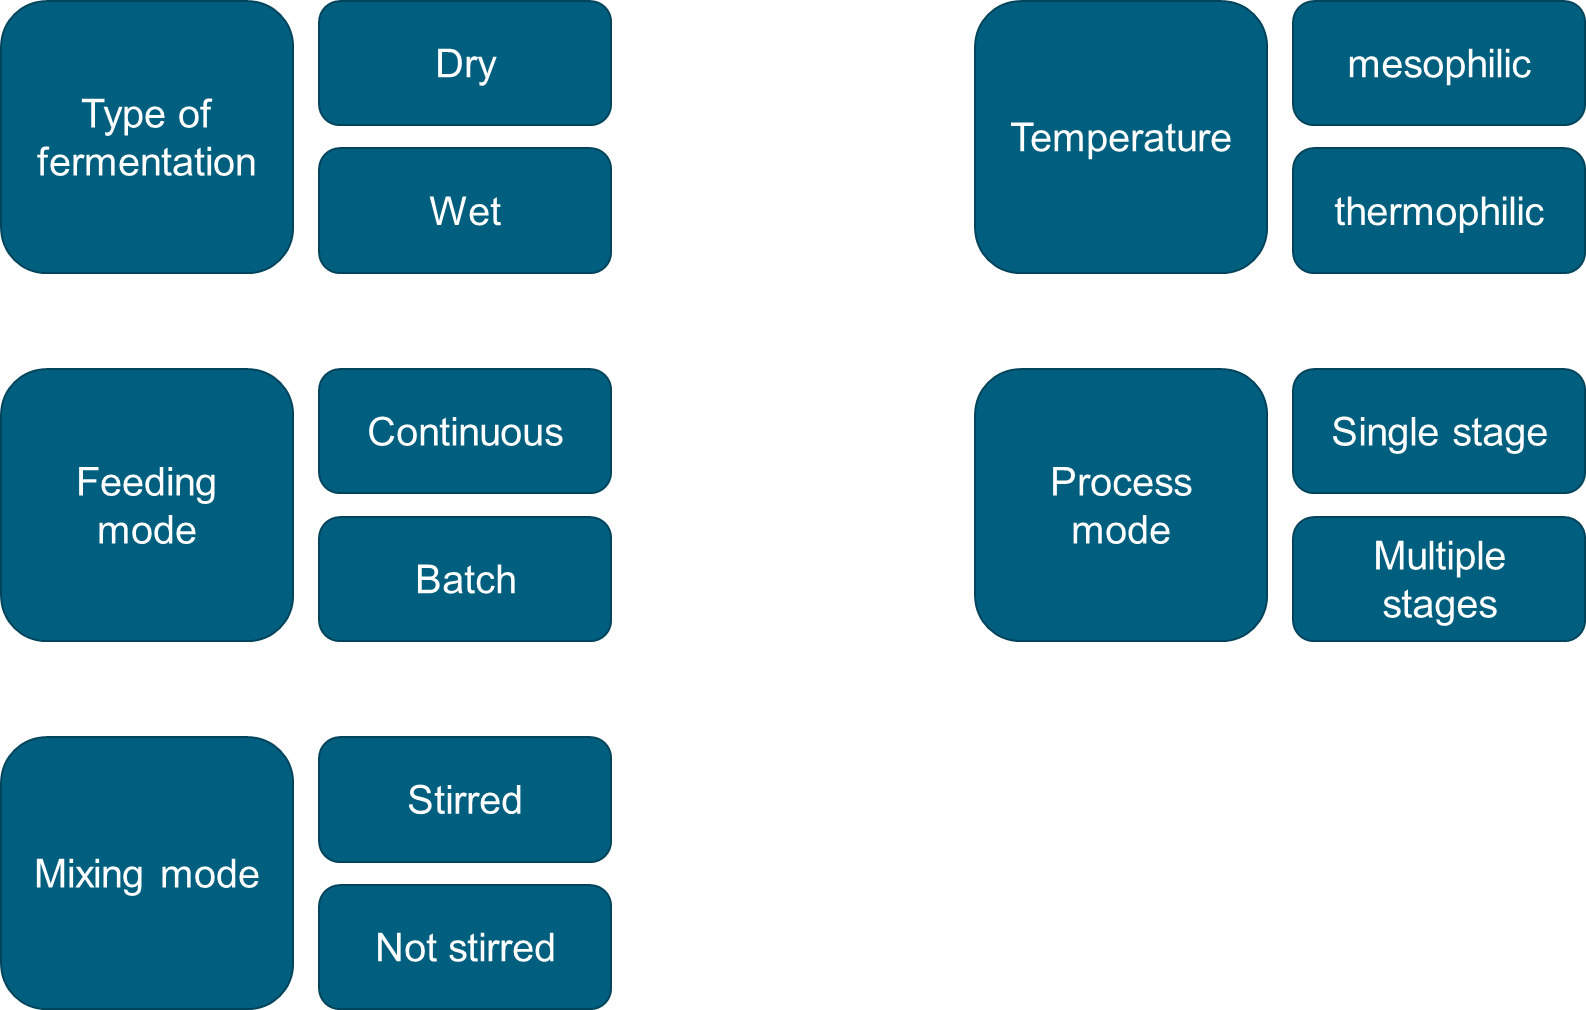 Type of
fermentation
Dry
Wet
Temperature
mesophilic
thermophilic
Feeding
mode
Continuous
Batch
Process
mode
Single stage
Multiple
stages
Mixing mode
Stirred
Not stirred